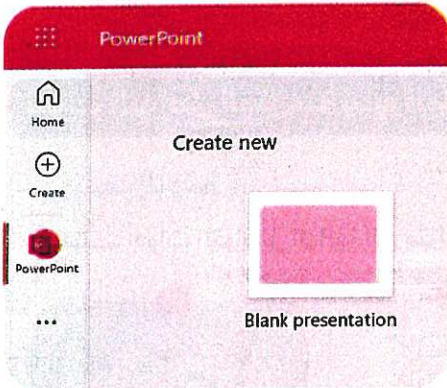 PowerPoint
Home
Create new
Create
PowerPoint
Blank presentation